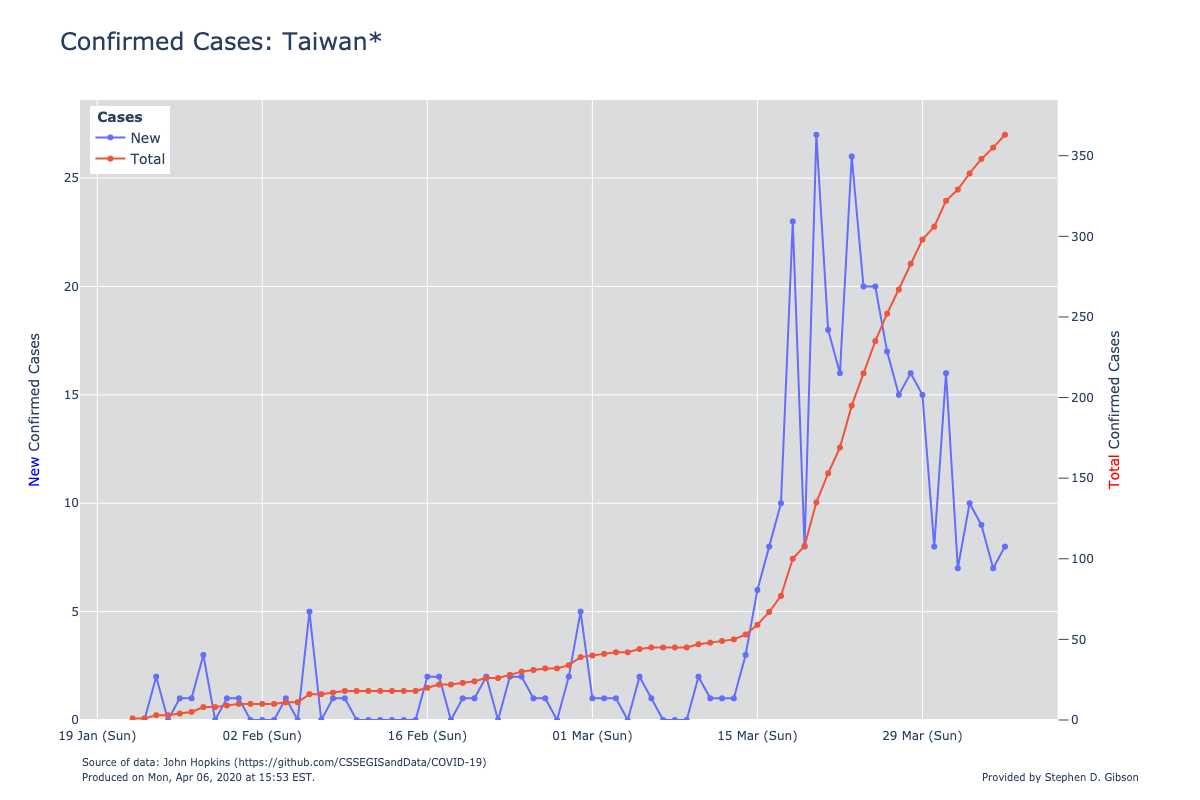 Confirmed Cases: Taiwan*
Cases
New
Total
25
20
15
10
5
0
350
300
250
200
150
100
50
0
New Confirmed Cases
Total Confirmed Cases
19 Jan (Sun)
02 Feb (Sun)
16 Feb (Sun)
01 Mar (Sun)
15 Mar (Sun)
29 Mar (Sun)
Source of data: John Hopkins (https://github.com/CSSEGISandData/COVID-19)
Produced on Mon, Apr 06, 2020 at 15:53 EST.
Provided by Stephen D. Gibson